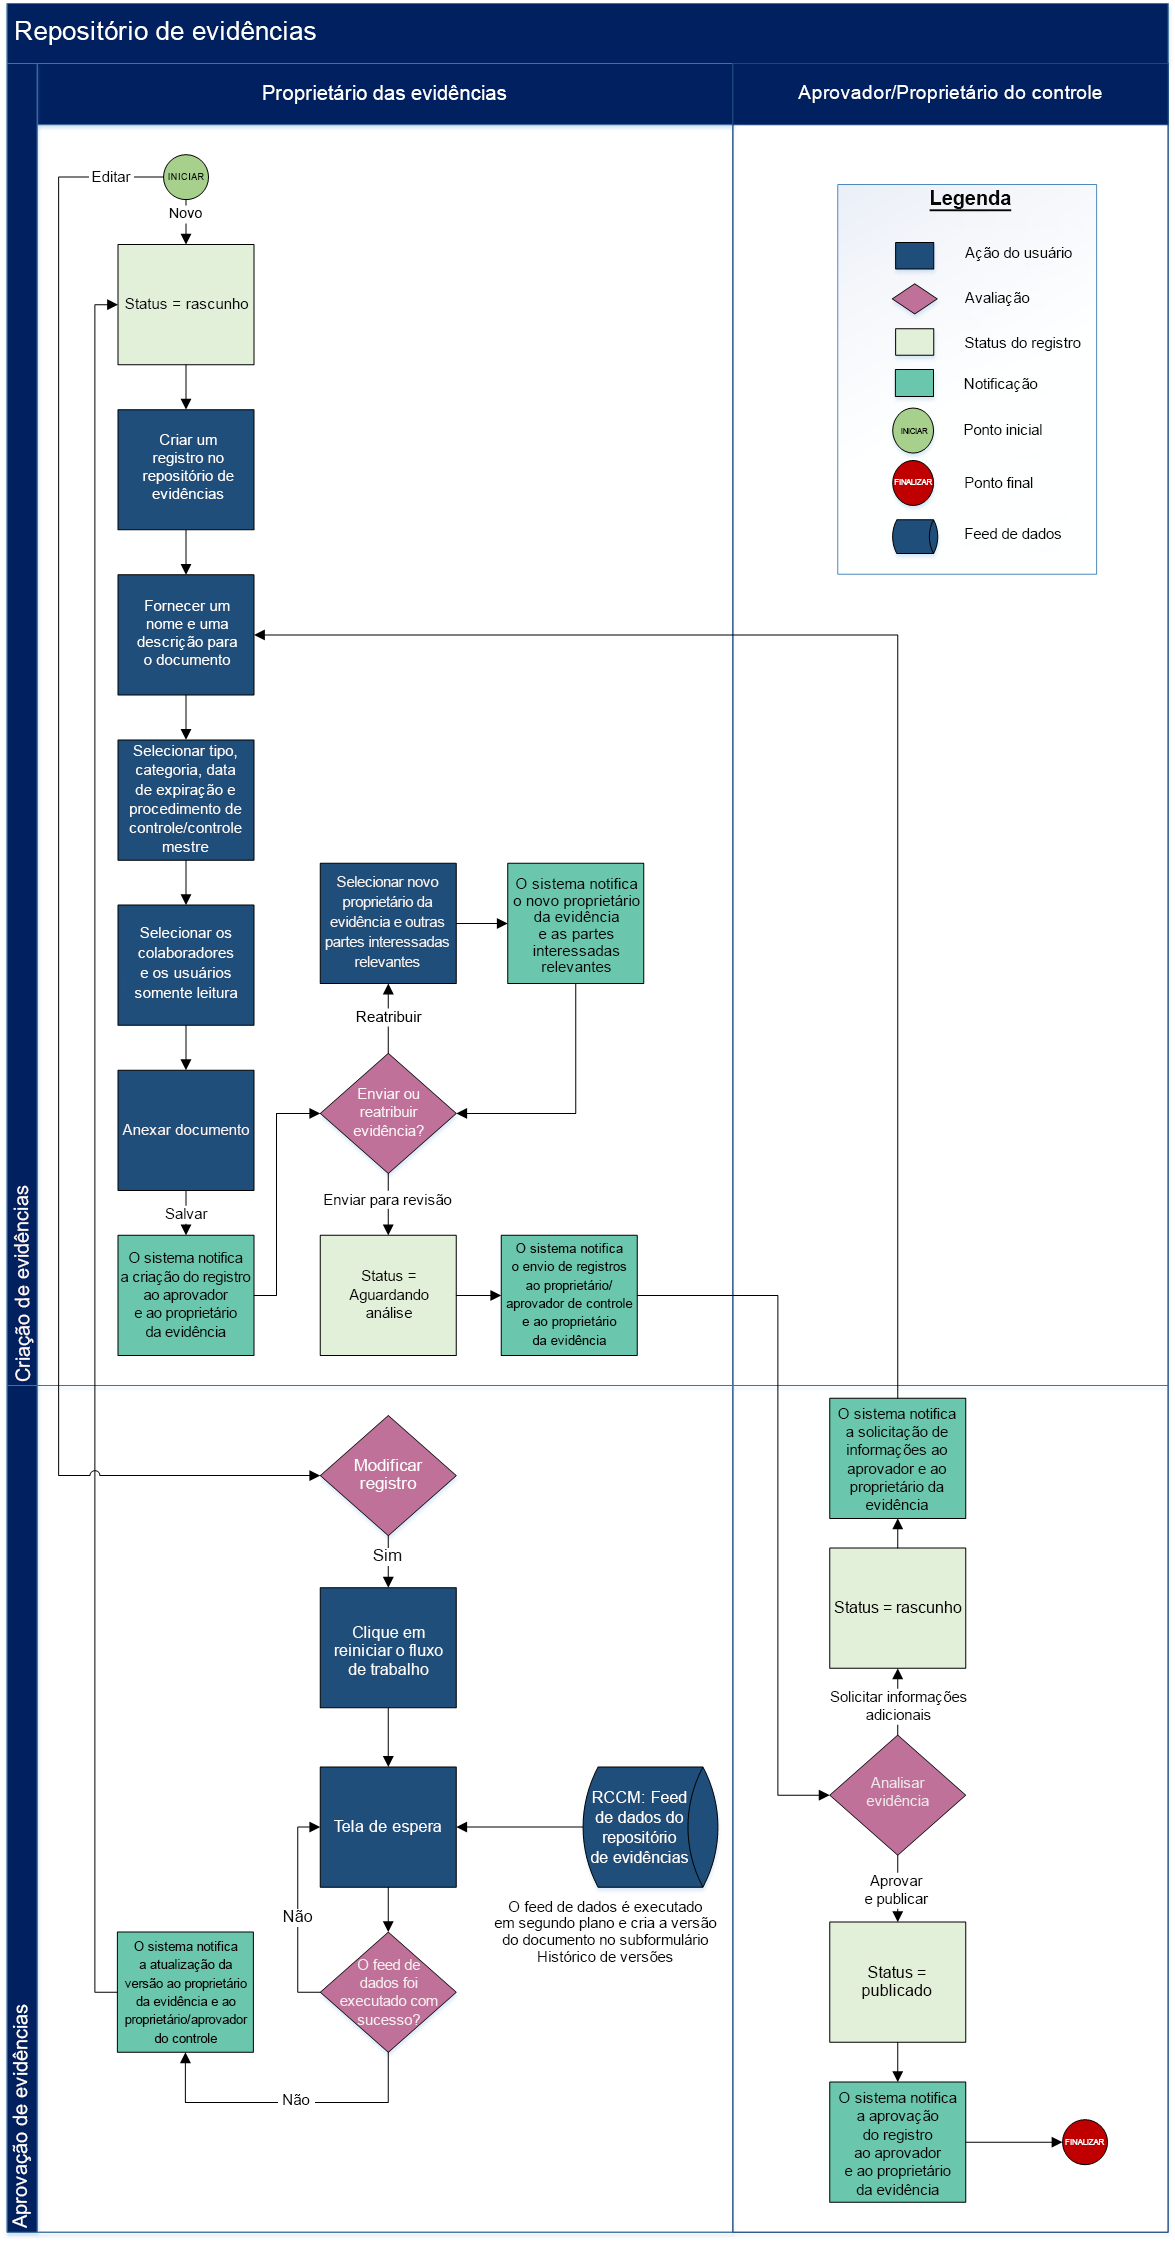 Repositório de evidências
Proprietário das evidências
Aprovador/Proprietário do controle
Criação de evidências
Editar
INICIAR
Novo
Status = rascunho
Criar um
registro no
repositório de
evidências
Fornecer um
nome e uma
descrição para
o documento
Selecionar tipo,
categoria, data
de expiração e
procedimento de
controle/controle
mestre
Selecionar os
colaboradores
e os usuários
somente leitura
Anexar documento
Salvar
O sistema notifica
a criação do registro
ao aprovador
e ao proprietário
da evidência
Selecionar novo
proprietário da
evidência e outras
partes interessadas
relevantes
O sistema notifica
o novo proprietário
da evidência
e as partes
interessadas
relevantes
Reatribuir
Enviar ou
reatribuir
evidência?
Enviar para revisão
Status =
Aguardando
análise
O sistema notifica
o envio de registros
ao proprietário/
aprovador de controle
e ao proprietário
da evidência
Legenda
Ação do usuário
Avaliação
Status do registro
Notificação
INICIAR
Ponto inicial
FINALIZAR
Ponto final
Feed de dados
Aprovação de evidências
Modificar
registro
Sim
Clique em
reiniciar o fluxo
de trabalho
Tela de espera
RCCM: Feed
de dados do
repositório
de evidências
O feed de dados é executado
em segundo plano e cria a versão
do documento no subformulário
Histórico de versões
Não
O feed de
dados foi
executado com
sucesso?
Não
O sistema notifica
a atualização da
versão ao proprietário
da evidência e ao
proprietário/aprovador
do controle
O sistema notifica
a solicitação de
informações ao
aprovador e ao
proprietário da
evidência
Status = rascunho
Solicitar informações
adicionais
Analisar
evidência
Aprovar
e publicar
Status =
publicado
O sistema notifica
a aprovação
do registro
ao aprovador
e ao proprietário
da evidência
FINALIZAR